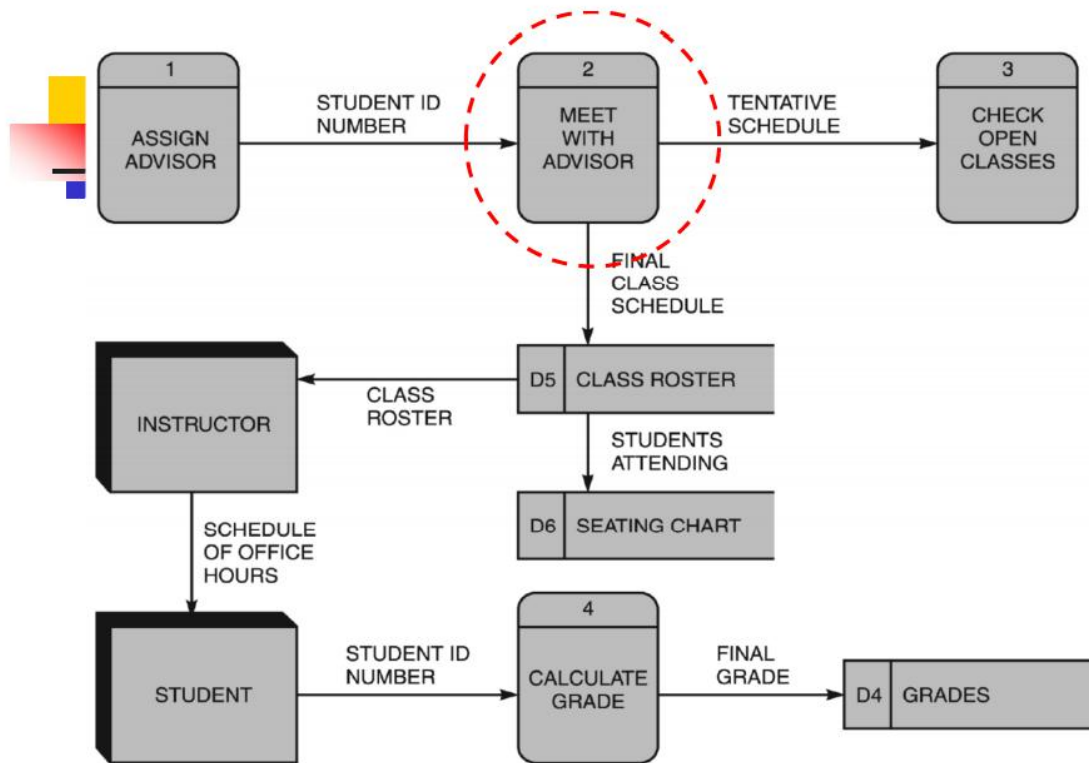 1
ASSIGN
ADVISOR
STUDENT ID
NUMBER
2
MEET
WITH
ADVISOR
TENTATIVE
SCHEDULE
3
CHECK
OPEN
CLASSES
FINAL
CLASS
SCHEDULE
INSTRUCTOR
CLASS
ROSTER
D5 CLASS ROSTER
STUDENTS
ATTENDING
D6 SEATING CHART
SCHEDULE
OF OFFICE
HOURS
STUDENT
STUDENT ID
NUMBER
4
CALCULATE
GRADE
FINAL
GRADE
D4 GRADES